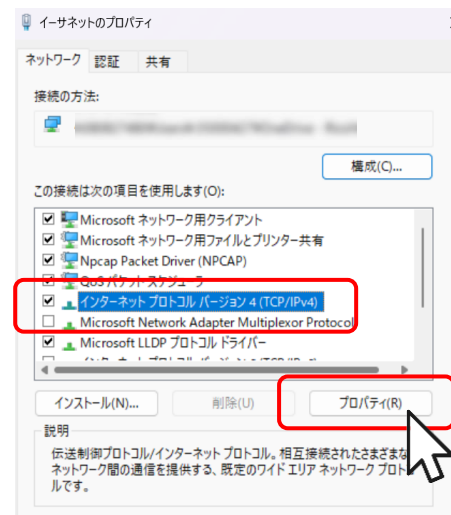 イーサネットのプロパティ
ネットワーク 認証 共有
接続の方法:
構成(C)...
この接続は次の項目を使用します(O):
Microsoft ネットワーク用クライアント
Microsoft ネットワーク用ファイルとプリンター共有
Npcap Packet Driver (NPCAP)
QoS パケット スケジューラ
インターネット プロトコル バージョン 4 (TCP/IPv4)
Microsoft Network Adapter Multiplexor Protocol
Microsoft LLDP プロトコル ドライバー
インストール(N)... 削除(U) プロパティ(R)
説明
伝送制御プロトコル/インターネット プロトコル。相互接続されたさまざまな
ネットワーク間の通信を提供する、既定のワイド エリア ネットワーク プロト
ルです。